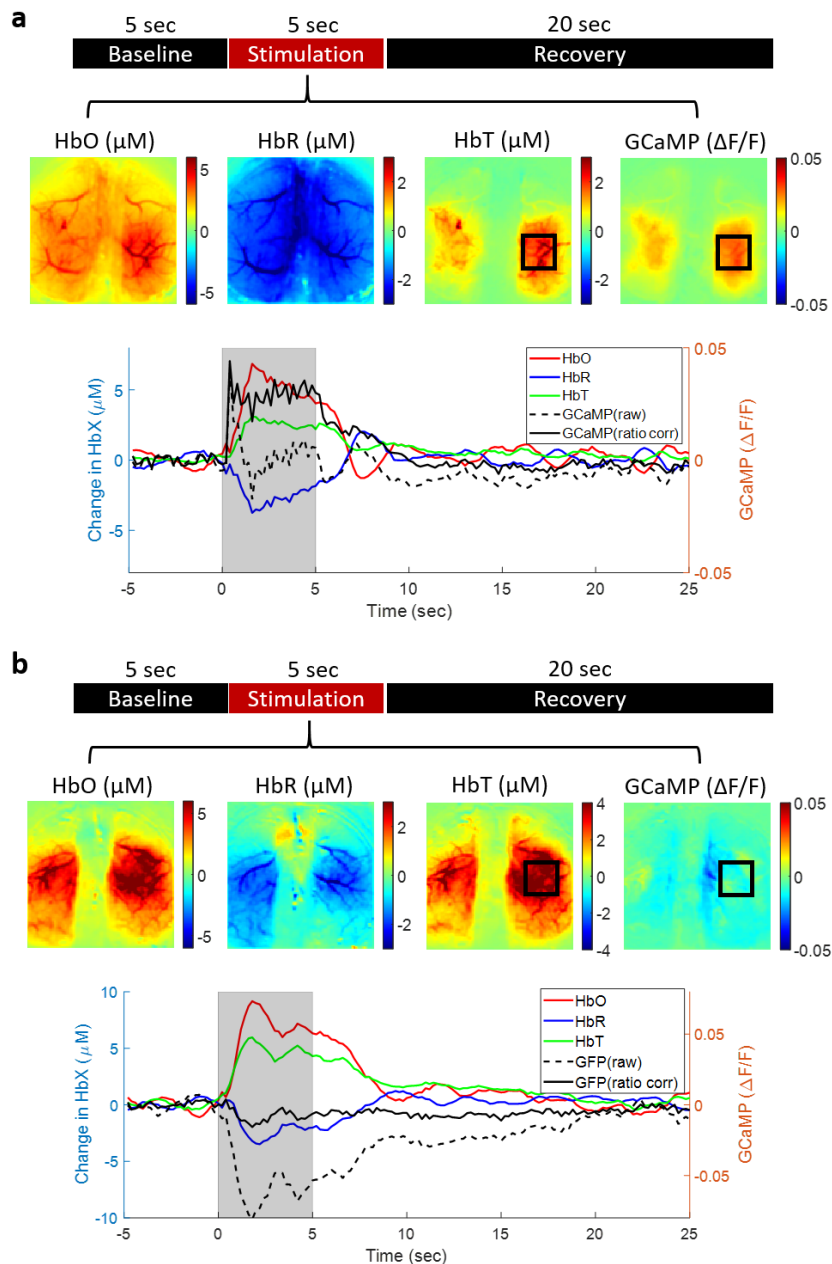 a
5 sec 5 sec 20 sec
Baseline Stimulation Recovery
HbO (μM) HbR (μM) HbT (μM) GCaMP (ΔF/F)
5
0
-5
2
0
-2
2
0
-2
0.05
0
-0.05
Change in HbX (μM)
5
0
-5
HbO
HbR
HbT
GCaMP(raw)
GCaMP(ratio corr)
0.05
0
-0.05
GCaMP (ΔF/F)
-5 0 5 10 15 20 25
Time (sec)
b
5 sec 5 sec 20 sec
Baseline Stimulation Recovery
HbO (μM) HbR (μM) HbT (μM) GCaMP (ΔF/F)
5
0
-5
2
0
-2
4
2
0
-2
-4
0.05
0
-0.05
Change in HbX (μM)
10
5
0
-5
-10
HbO
HbR
HbT
GFP(raw)
GFP(ratio corr)
0.05
0
-0.05
GCaMP (ΔF/F)
-5 0 5 10 15 20 25
Time (sec)